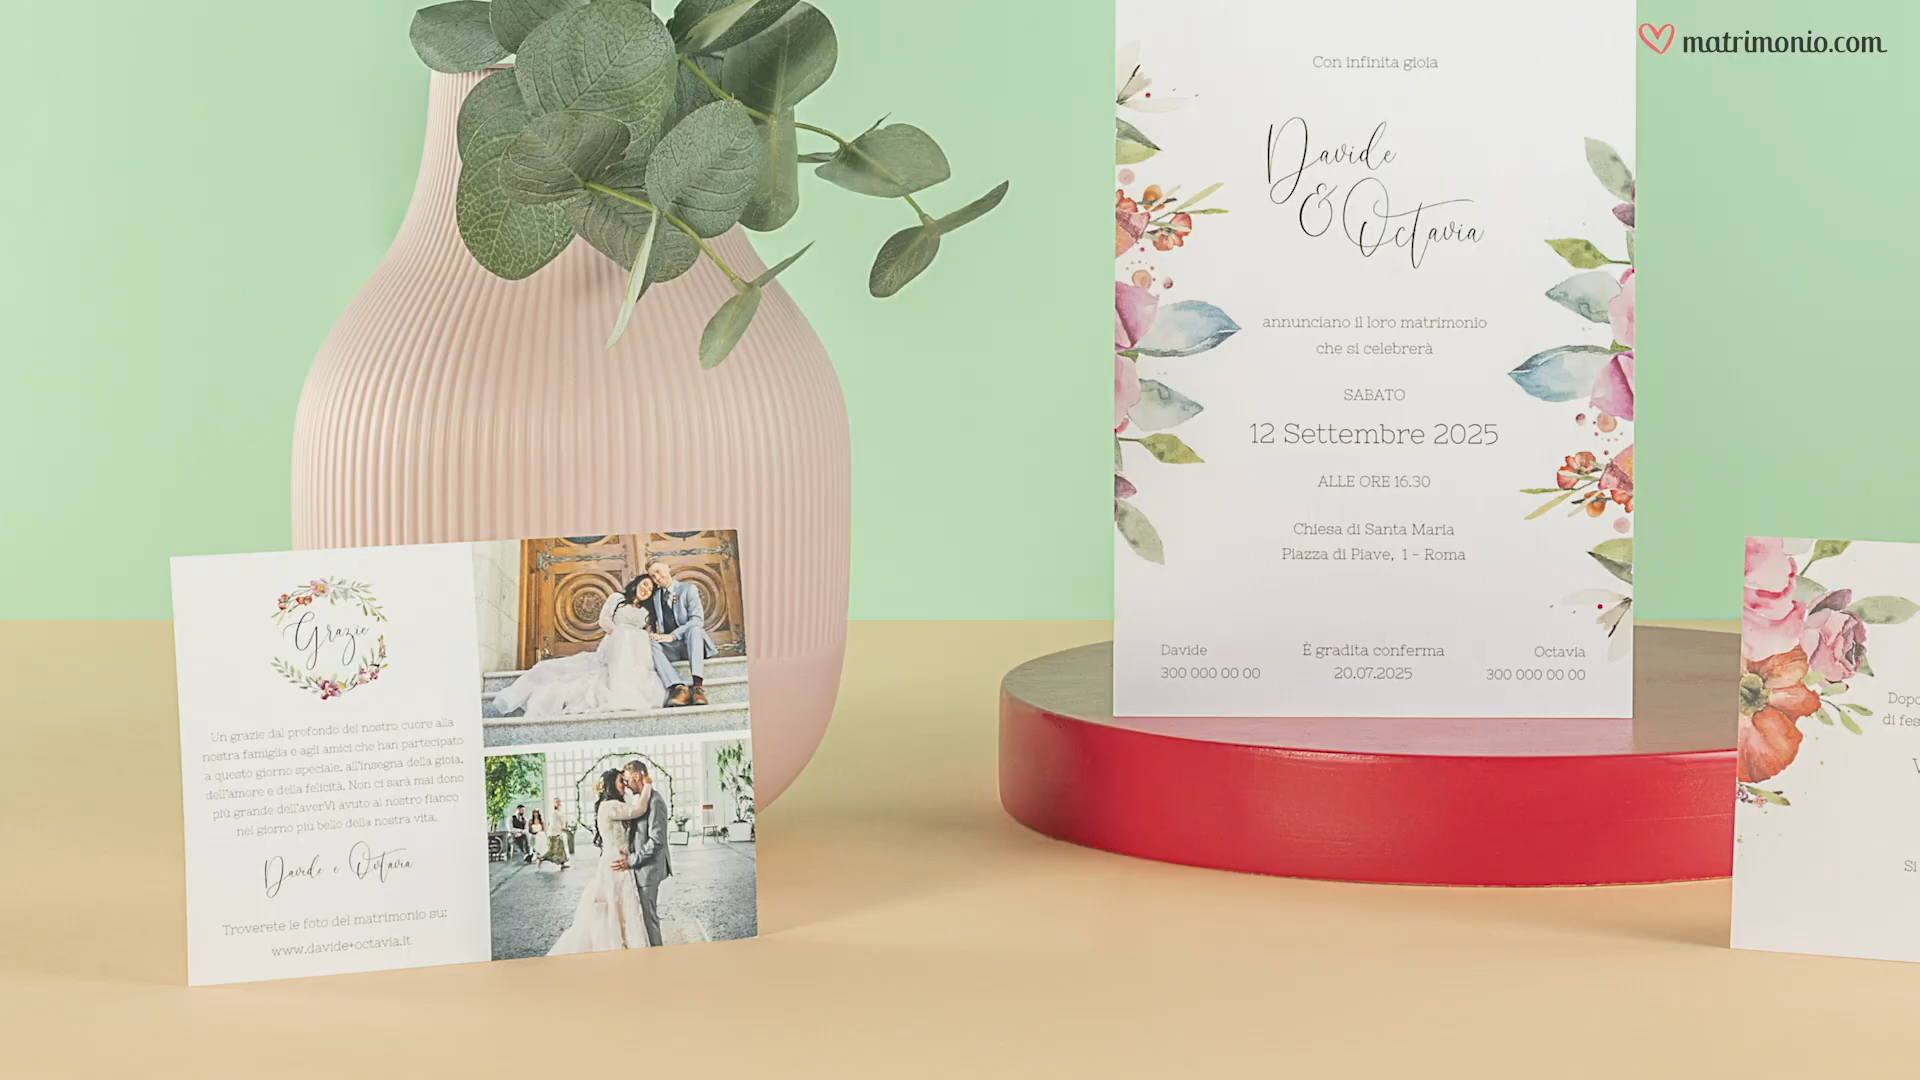 matrimonio.com
Con infinita gioia
Davide
& Octavia
annunciano il loro matrimonio
che si celebrerà
SABATO
12 Settembre 2025
ALLE ORE 16.30
Chiesa di Santa Maria
Piazza di Piave, 1 - Roma
Davide
300 000 00 00
È gradita conferma
20.07.2025
Octavia
300 000 00 00
Grazie
Un grazie dal profondo del nostro cuore alla
nostra famiglia e agli amici che han partecipato
a questo giorno speciale, all'insegna della gioia,
dell'amore e della felicità. Non ci sarà mai dono
più grande dell'averVi avuto al nostro fianco
nel giorno più bello della nostra vita.
Davide e Octavia
Troverete le foto del matrimonio su:
www.davide+octavia.it
di
Si